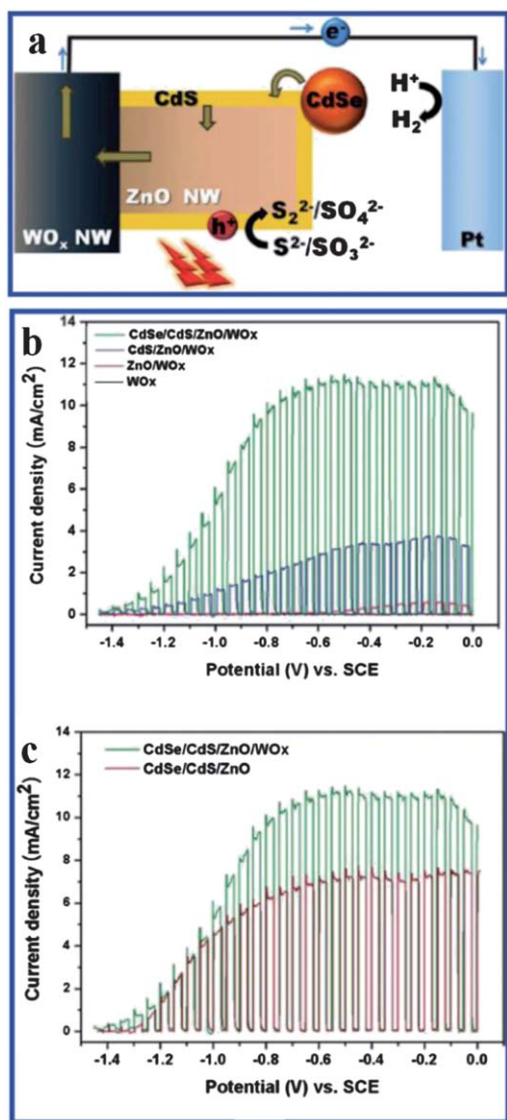 a
e⁻
CdS
CdSe
H⁺
H₂
ZnO NW
WOₓ NW
h⁺
S₂²⁻/SO₄²⁻
S²⁻/SO₃²⁻
Pt
b
CdSe/CdS/ZnO/WOx
CdS/ZnO/WOx
ZnO/WOx
WOx
Current density (mA/cm²)
14
12
10
8
6
4
2
0
-1.4 -1.2 -1.0 -0.8 -0.6 -0.4 -0.2 0.0
Potential (V) vs. SCE
c
CdSe/CdS/ZnO/WOx
CdSe/CdS/ZnO
Current density (mA/cm²)
14
12
10
8
6
4
2
0
-1.4 -1.2 -1.0 -0.8 -0.6 -0.4 -0.2 0.0
Potential (V) vs. SCE